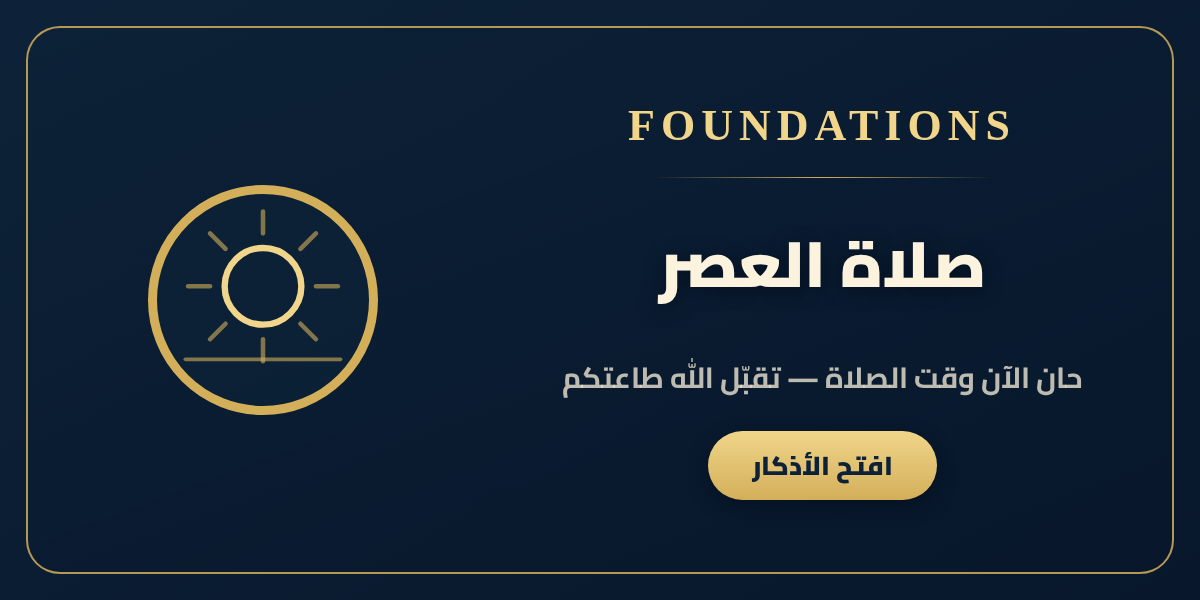 FOUNDATIONS
صلاة العصر
حان الآن وقت الصلاة — تقبّل الله طاعتكم
افتح الأذكار